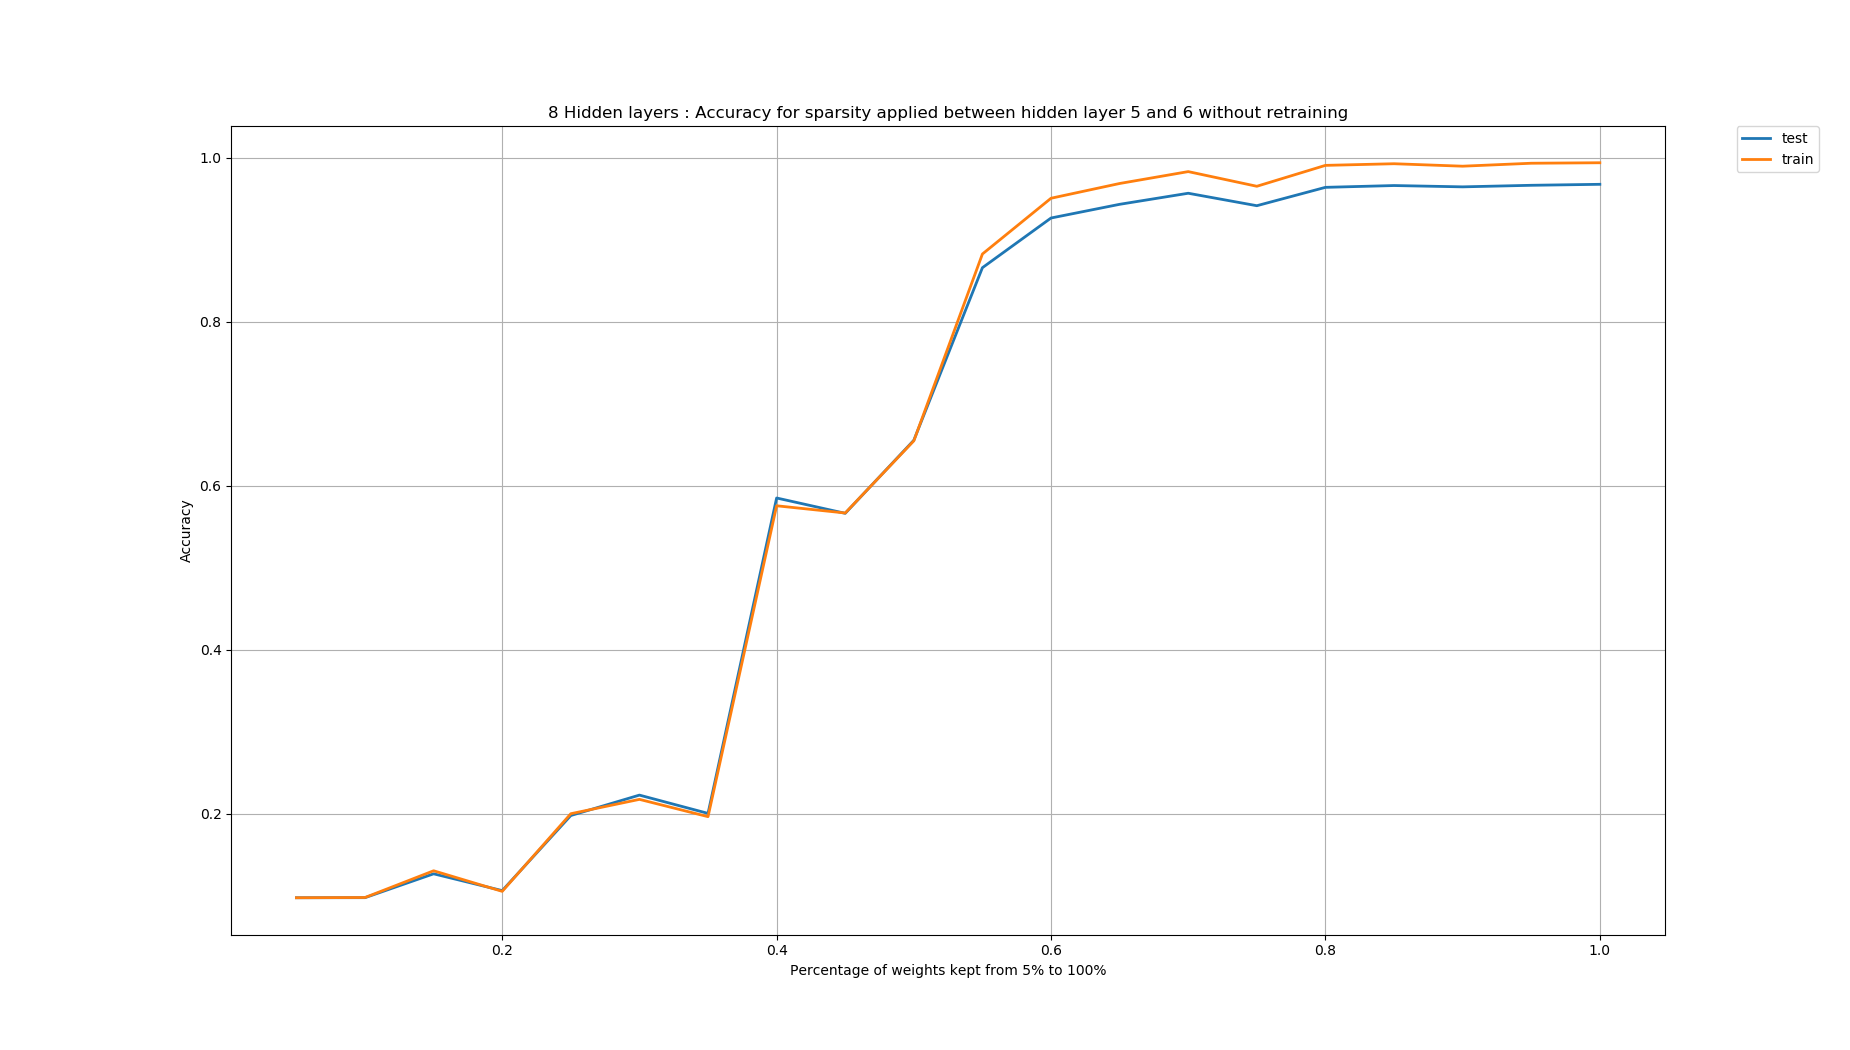 8 Hidden layers : Accuracy for sparsity applied between hidden layer 5 and 6 without retraining
test
train
1.0
0.8
0.6
0.4
0.2
Accuracy
0.2
0.4
0.6
0.8
1.0
Percentage of weights kept from 5% to 100%